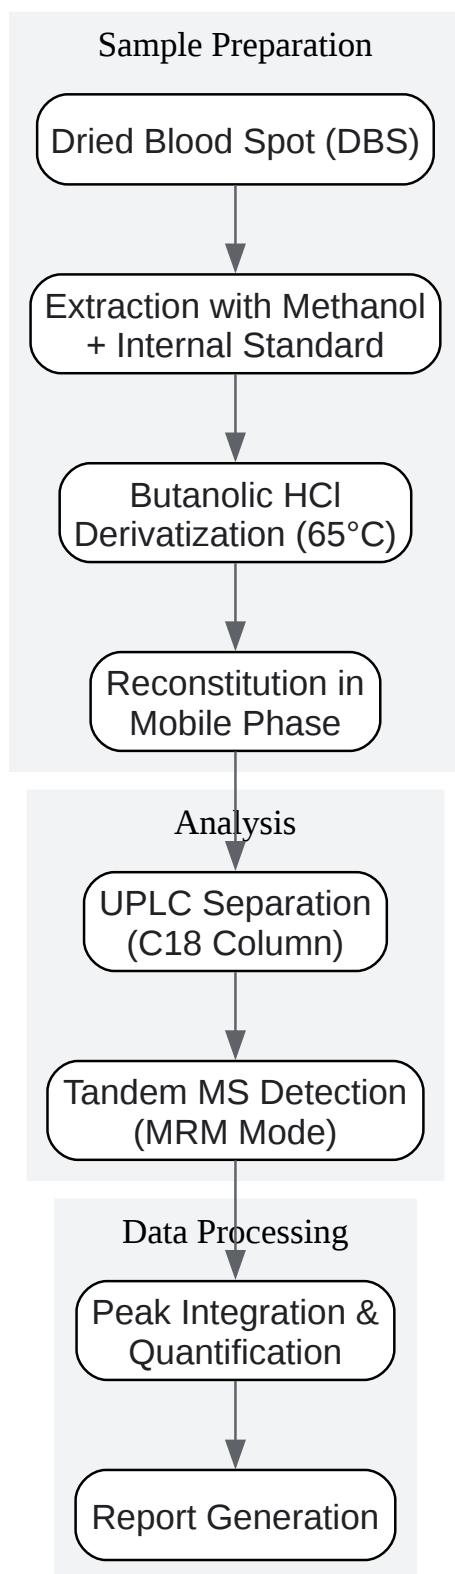 Sample Preparation
Dried Blood Spot (DBS)
Extraction with Methanol
+ Internal Standard
Butanolic HCl
Derivatization (65°C)
Reconstitution in
Mobile Phase
Analysis
UPLC Separation
(C18 Column)
Tandem MS Detection
(MRM Mode)
Data Processing
Peak Integration &
Quantification
Report Generation